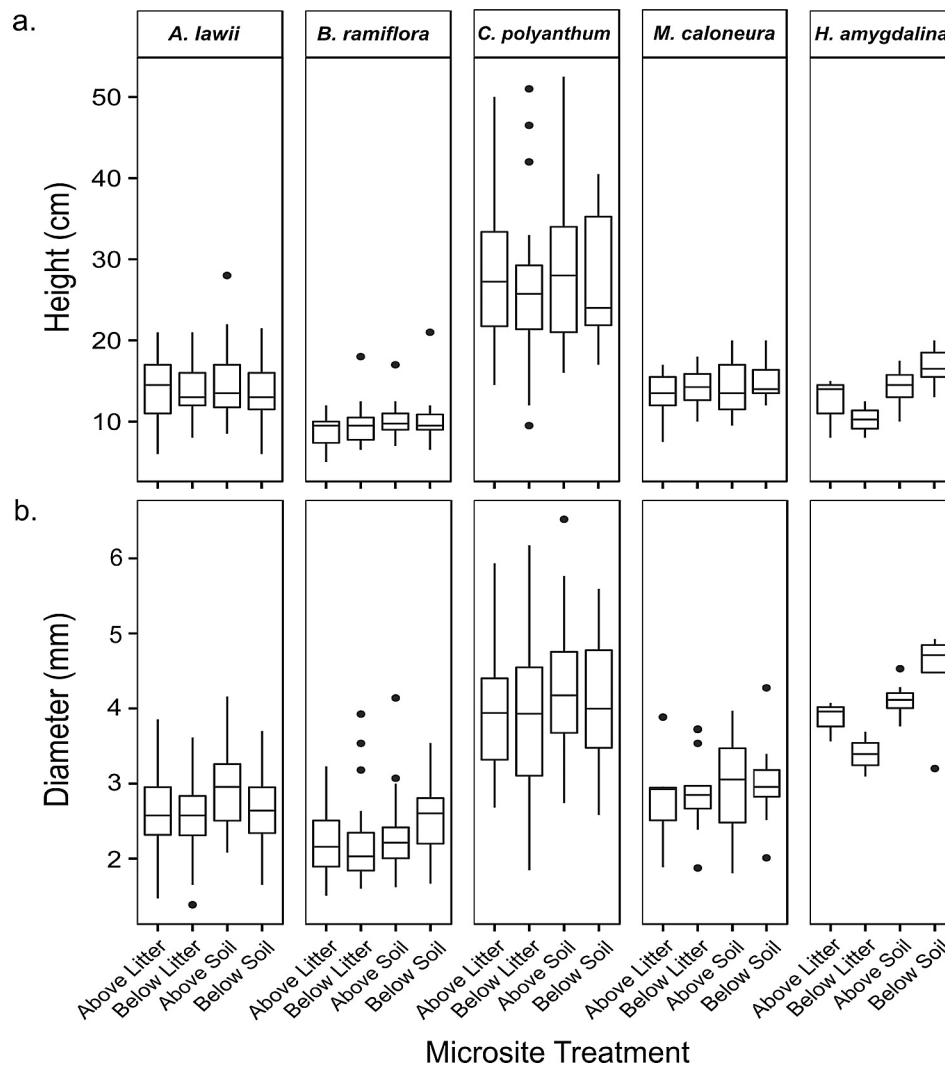 a.
A. lawii
B. ramiflora
C. polyanthum
M. caloneura
H. amygdalina
50
40
30
20
10
Height (cm)
b.
6
5
4
3
2
Diameter (mm)
Above Litter
Below Litter
Above Soil
Below Soil
Above Litter
Below Litter
Above Soil
Below Soil
Above Litter
Below Litter
Above Soil
Below Soil
Above Litter
Below Litter
Above Soil
Below Soil
Above Litter
Below Litter
Above Soil
Below Soil
Microsite Treatment